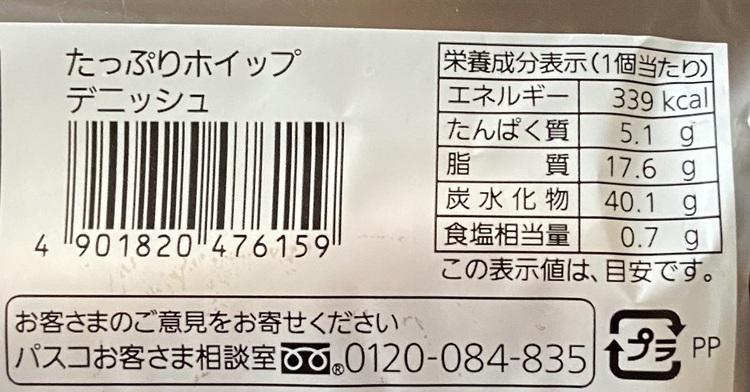 たっぷりホイップ
デニッシュ
4 901820 476159
栄養成分表示(1個当たり)
エネルギー 339 kcal
たんぱく質 5.1 g
脂質 17.6 g
炭水化物 40.1 g
食塩相当量 0.7 g
この表示値は、目安です。
お客さまのご意見をお寄せください
パスコお客さま相談室 ®0120-084-835
プラ PP